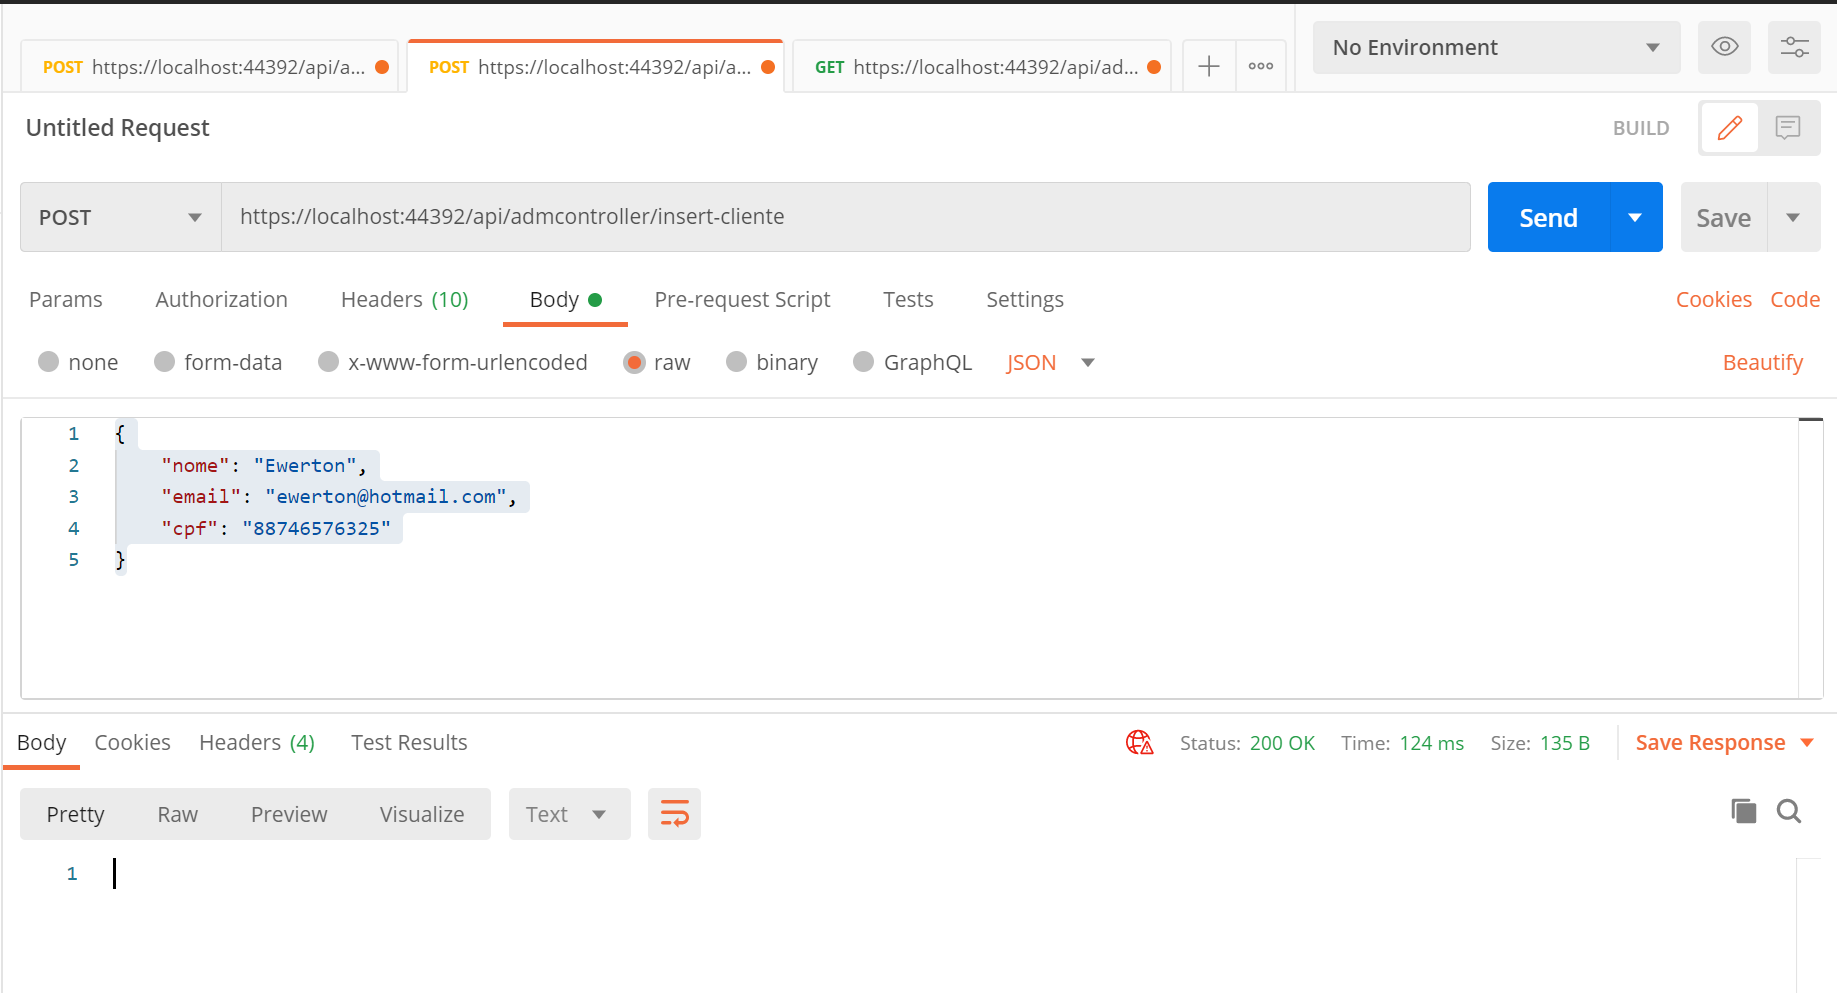 POST https://localhost:44392/api/a... POST https://localhost:44392/api/a... GET https://localhost:44392/api/ad... No Environment
Untitled Request BUILD
POST https://localhost:44392/api/admcontroller/insert-cliente Send Save
Params Authorization Headers (10) Body Pre-request Script Tests Settings Cookies Code
none form-data x-www-form-urlencoded raw binary GraphQL JSON Beautify
1 {
2 "nome": "Ewerton",
3 "email": "ewerton@hotmail.com",
4 "cpf": "88746576325"
5 }
Body Cookies Headers (4) Test Results Status: 200 OK Time: 124 ms Size: 135 B Save Response
Pretty Raw Preview Visualize Text
1